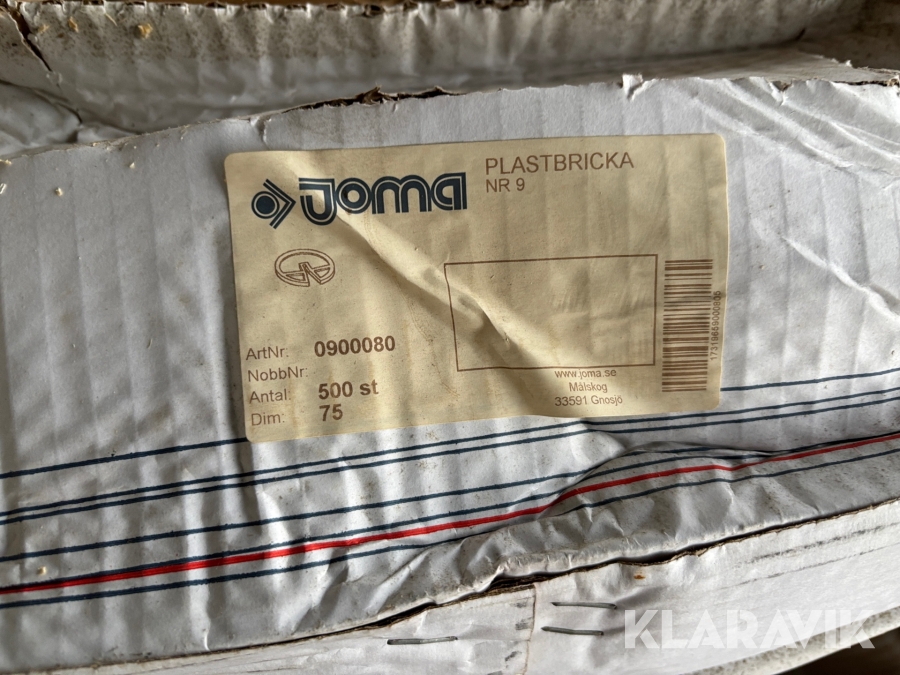 JOMA
PLASTBRICKA
NR 9
ArtNr: 0900080
NobbNr:
Antal: 500 st
Dim: 75
www.joma.se
Målskog
33591 Gnosjö
17319659000805
KLARAVIK